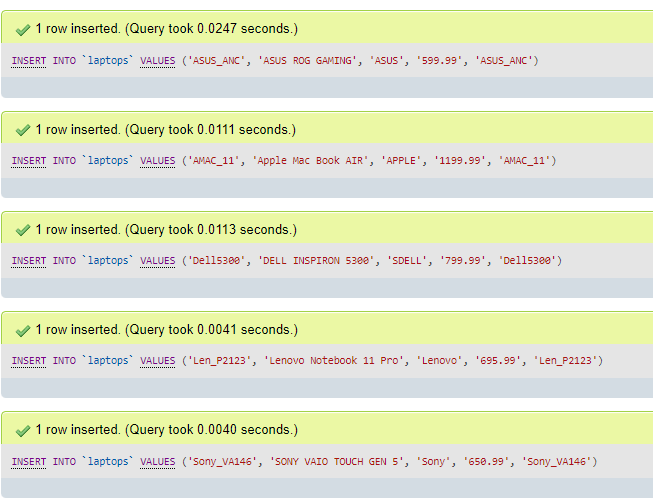 1 row inserted. (Query took 0.0247 seconds.)
INSERT INTO `laptops` VALUES ('ASUS_ANC', 'ASUS ROG GAMING', 'ASUS', '599.99', 'ASUS_ANC')
1 row inserted. (Query took 0.0111 seconds.)
INSERT INTO `laptops` VALUES ('AMAC_11', 'Apple Mac Book AIR', 'APPLE', '1199.99', 'AMAC_11')
1 row inserted. (Query took 0.0113 seconds.)
INSERT INTO `laptops` VALUES ('Dell5300', 'DELL INSPIRON 5300', 'SDELL', '799.99', 'Dell5300')
1 row inserted. (Query took 0.0041 seconds.)
INSERT INTO `laptops` VALUES ('Len_P2123', 'Lenovo Notebook 11 Pro', 'Lenovo', '695.99', 'Len_P2123')
1 row inserted. (Query took 0.0040 seconds.)
INSERT INTO `laptops` VALUES ('Sony_VA146', 'SONY VAIO TOUCH GEN 5', 'Sony', '650.99', 'Sony_VA146')